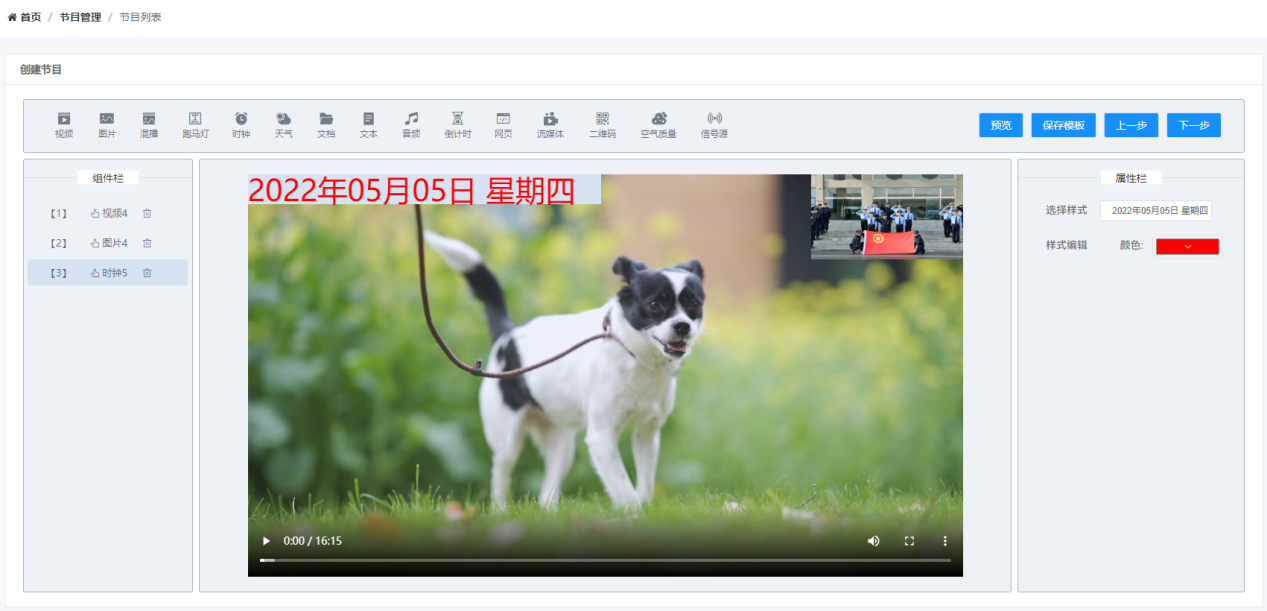 首页 / 节目管理 / 节目列表
创建节目
视频 图片 混播 跑马灯 时钟 天气 文档 文本 音频 倒计时 网页 流媒体 二维码 空气质量 信号源 预览 保存模板 上一步 下一步
组件栏
【1】 视频4
【2】 图片4
【3】 时钟5
2022年05月05日 星期四
0:00 / 16:15
属性栏
选择样式 2022年05月05日 星期四
样式编辑 颜色: